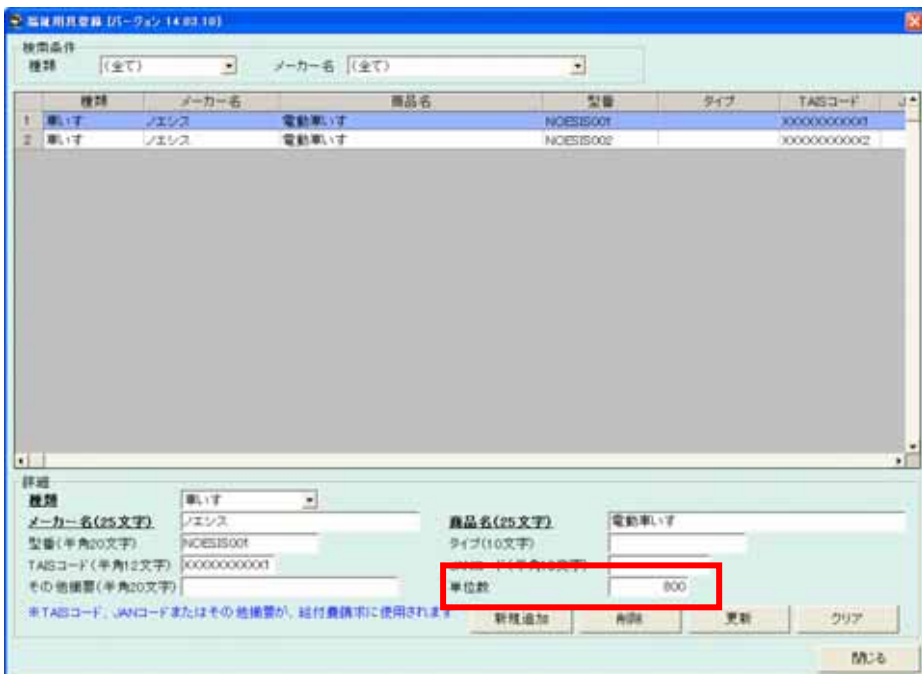 福祉用具登録 (バージョン 14.03.10)
検索条件
種類 (全て) メーカー名 (全て)
種類 メーカー名 商品名 型番 タイプ TAISコード
1 車いす ノエシス 電動車いす NOESIS001 XXXXXXXXXXX1
2 車いす ノエシス 電動車いす NOESIS002 XXXXXXXXXXX2
詳細
種類 車いす
メーカー名(25文字) ノエシス 商品名(25文字) 電動車いす
型番(半角20文字) NOESIS001 タイプ(10文字)
TAISコード(半角12文字) XXXXXXXXXXX1
その他摘要(半角20文字) 単位数 800
※TAISコード、JANコードまたはその他摘要が、給付費請求に使用されます
新規追加 削除 更新 クリア
閉じる